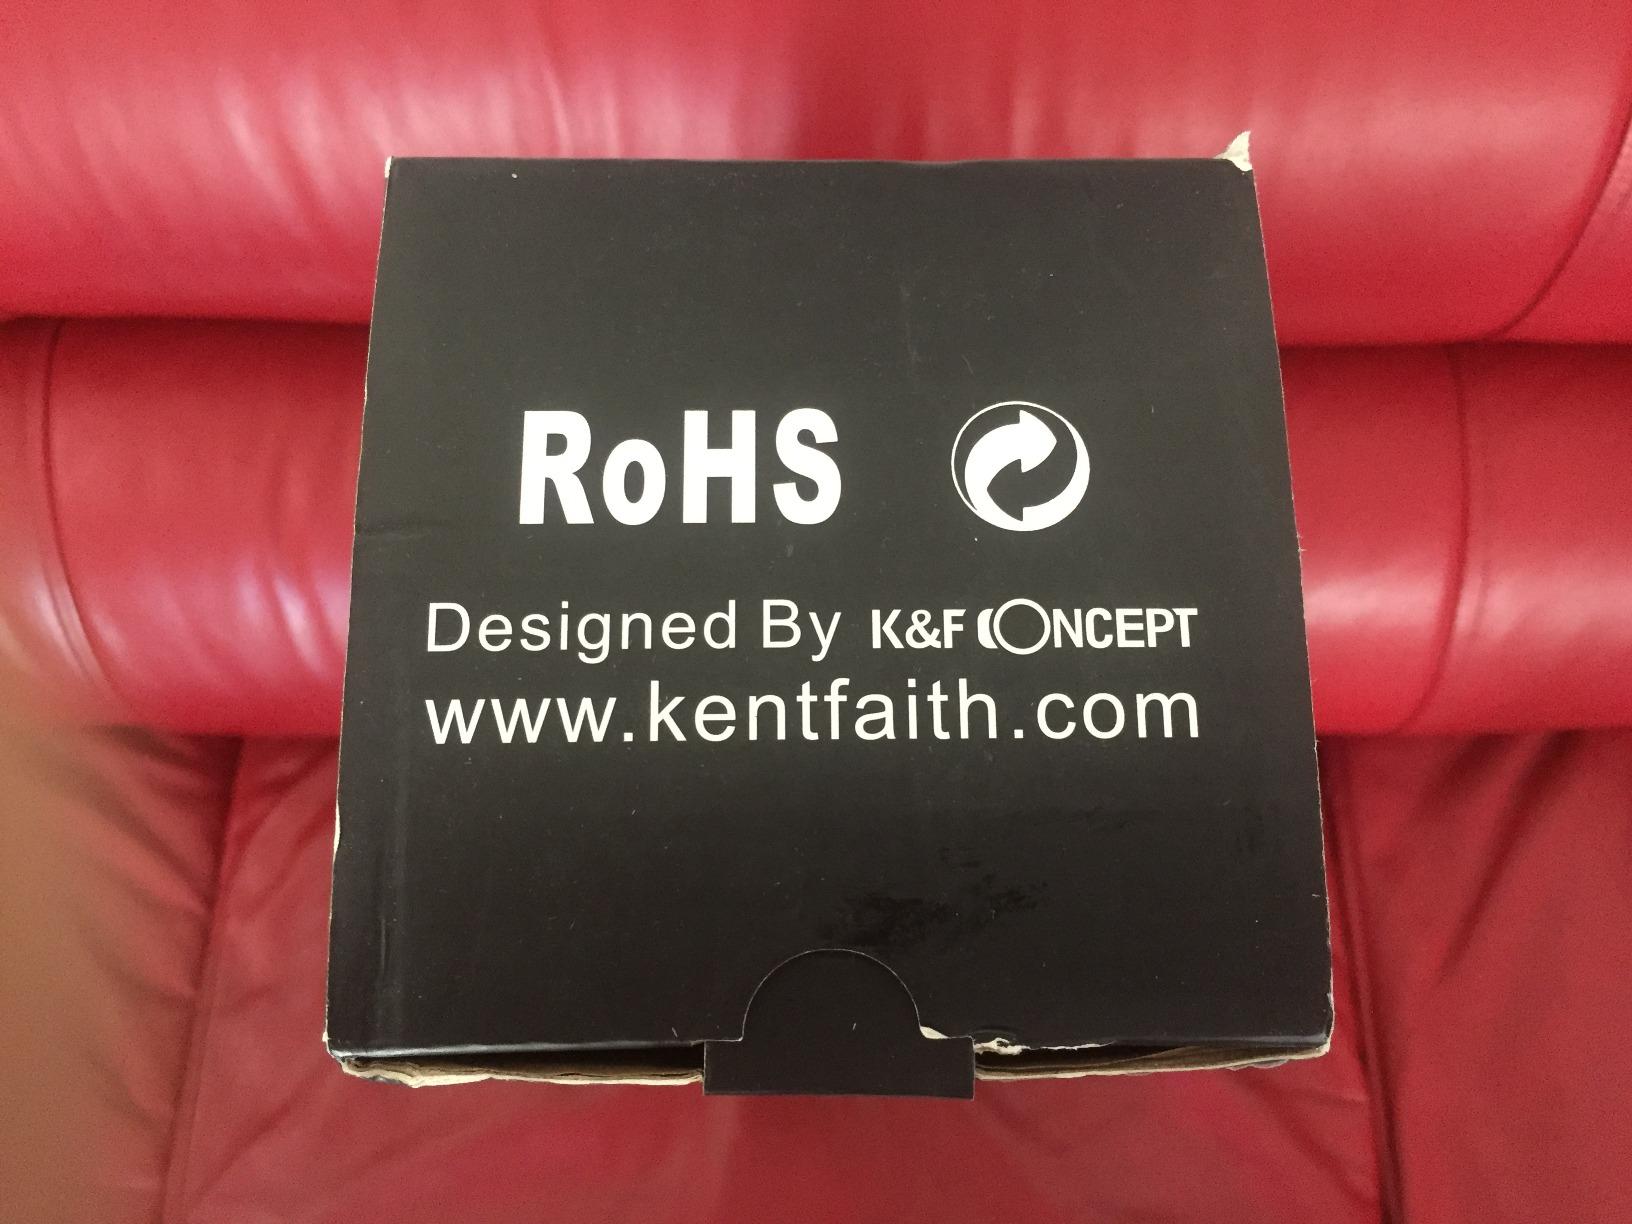 RoHS
Designed By K&F CONCEPT
www.kentfaith.com